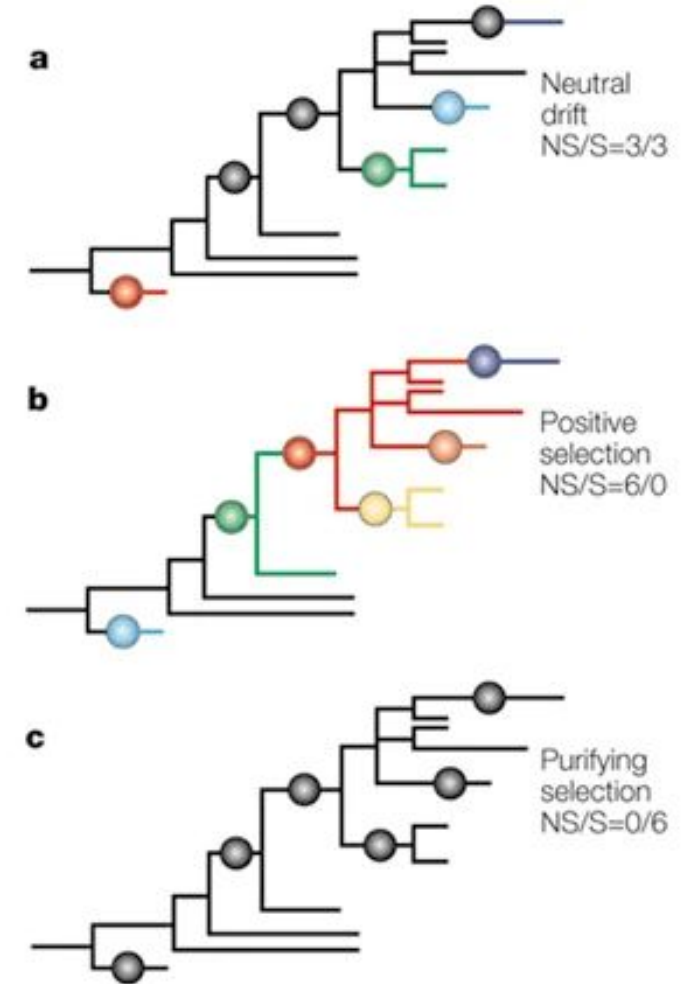 a
Neutral
drift
NS/S=3/3
b
Positive
selection
NS/S=6/0
c
Purifying
selection
NS/S=0/6